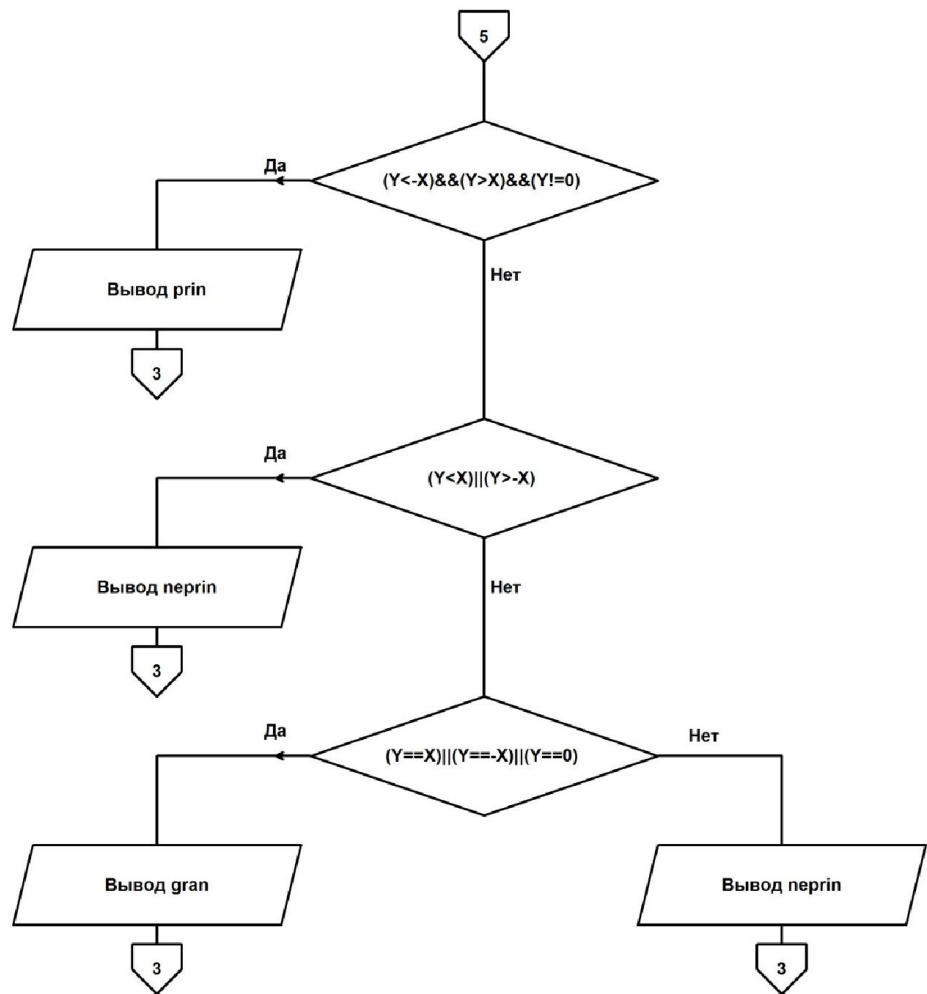 5
(Y<-X)&&(Y>X)&&(Y!=0)
Да
Нет
Вывод prin
3
(Y<X)||(Y>-X)
Да
Нет
Вывод neprin
3
(Y==X)||(Y==-X)||(Y==0)
Да
Нет
Вывод gran
Вывод neprin
3
3